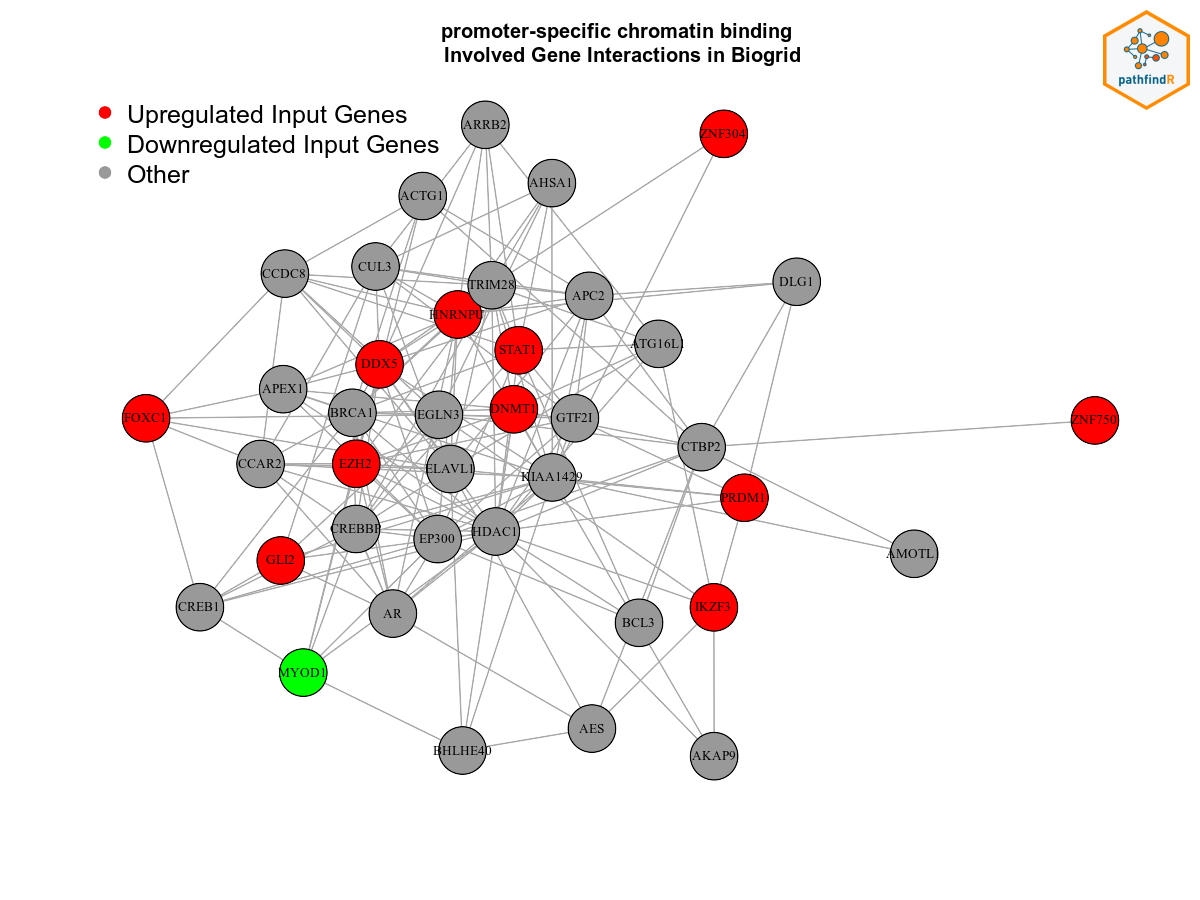 promoter-specific chromatin binding
Involved Gene Interactions in Biogrid
pathfindR
Upregulated Input Genes
Downregulated Input Genes
Other
ARRB2
ZNF304
AHSA1
ACTG1
CUL3
CCDC8
TRIM28
DLG1
APC2
HNRNPU
ATG16L1
STAT1
DDX5
APEX1
DNMT1
BRCA1
EGLN3
GTF2I
FOXC1
ZNF750
CTBP2
CCAR2
EZH2
ELAVL1
KIAA1429
PRDM1
CREBBP
HDAC1
EP300
AMOTL
GLI2
CREB1
AR
IKZF3
BCL3
MYOD1
AES
BHLHE40
AKAP9